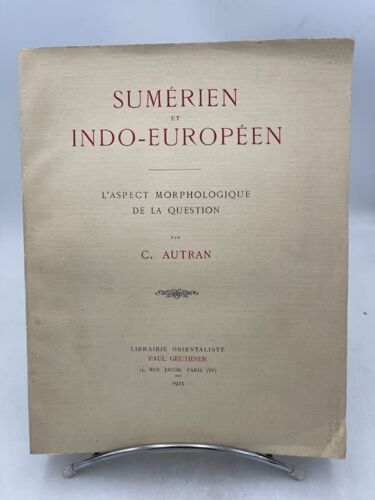 SUMÉRIEN
ET
INDO-EUROPÉEN
L'ASPECT MORPHOLOGIQUE
DE LA QUESTION
PAR
C. AUTRAN
LIBRAIRIE ORIENTALISTE
PAUL GEUTHNER
13, RUE JACOB, PARIS (VIe)
1925